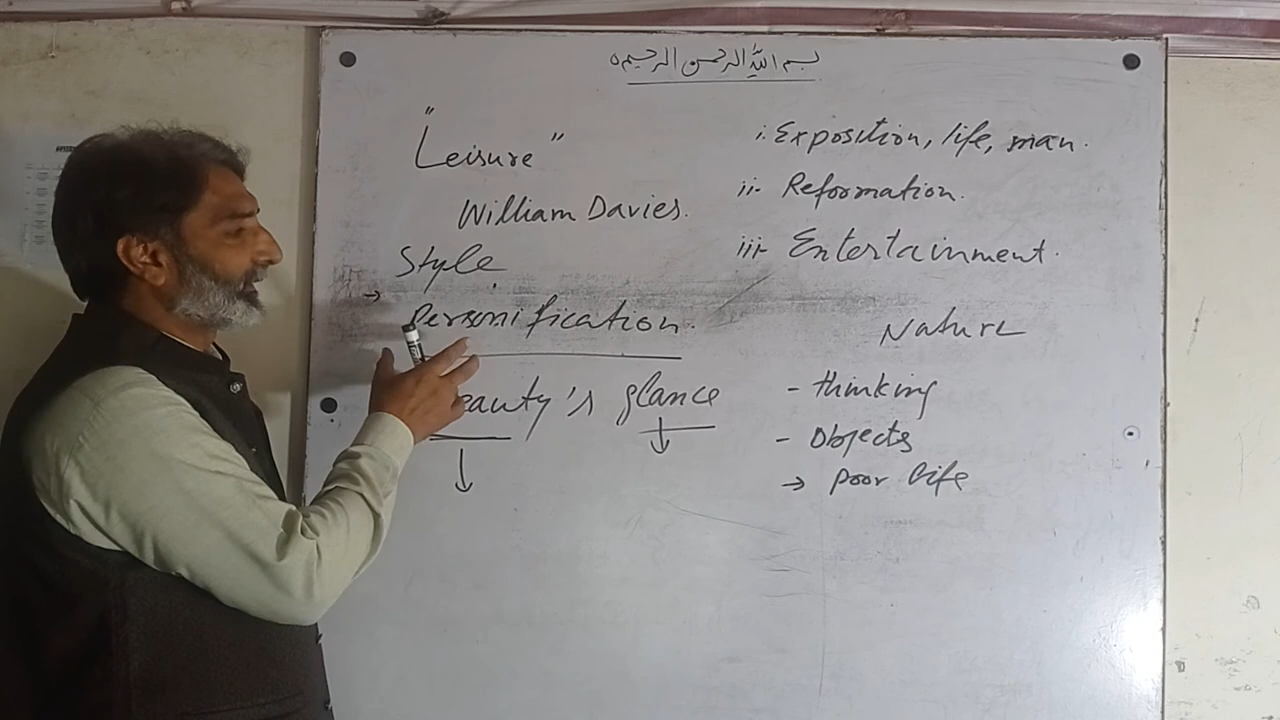 بسم اللہ الرحمن الرحیم ہ
"Leisure"
William Davies.
Style
→ Personification.
eauty's glance
i. Exposition, life, man.
ii- Reformation.
iii- Entertainment.
Nature
- thinking
- Objects
→ poor life